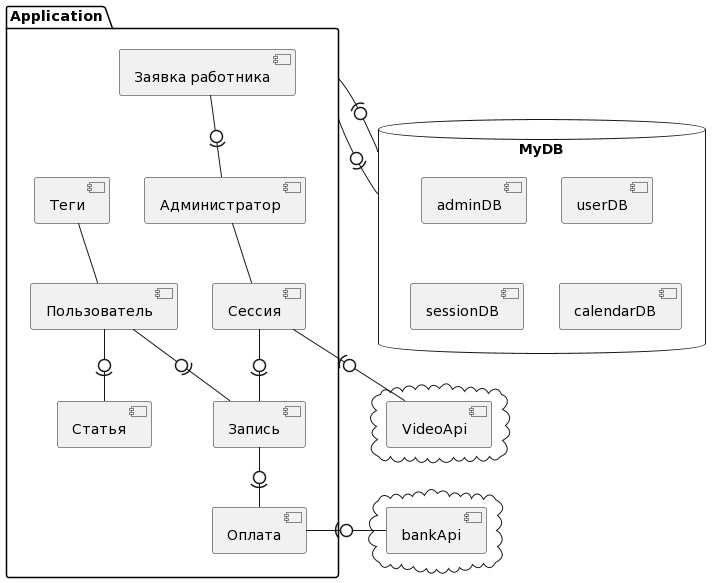 Application
Заявка работника
MyDB
Теги
Администратор
adminDB
userDB
Пользователь
Сессия
sessionDB
calendarDB
Статья
Запись
VideoApi
Оплата
bankApi